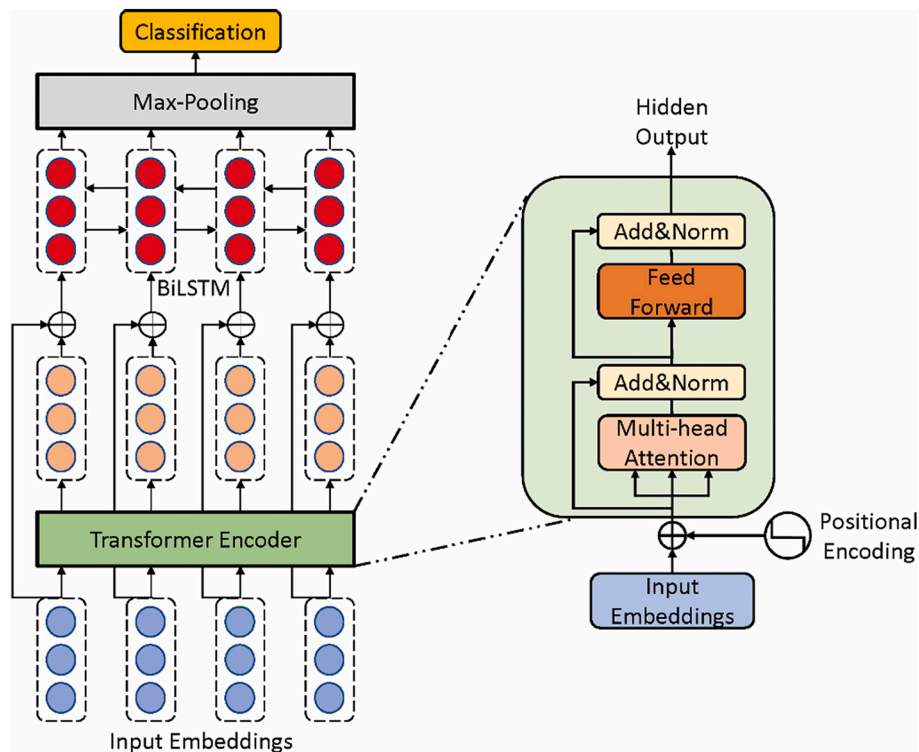 Classification
Max-Pooling
BiLSTM
Transformer Encoder
Input Embeddings
Hidden
Output
Add&Norm
Feed
Forward
Add&Norm
Multi-head
Attention
Positional
Encoding
Input
Embeddings